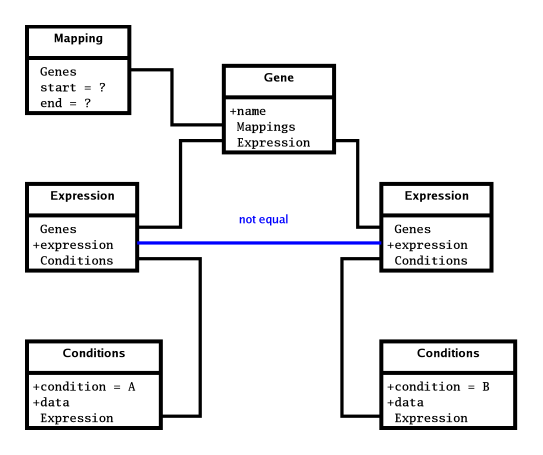 Mapping
Genes
start = ?
end = ?
Gene
+name
Mappings
Expression
Expression
Genes
+expression
Conditions
not equal
Expression
Genes
+expression
Conditions
Conditions
+condition = A
+data
Expression
Conditions
+condition = B
+data
Expression